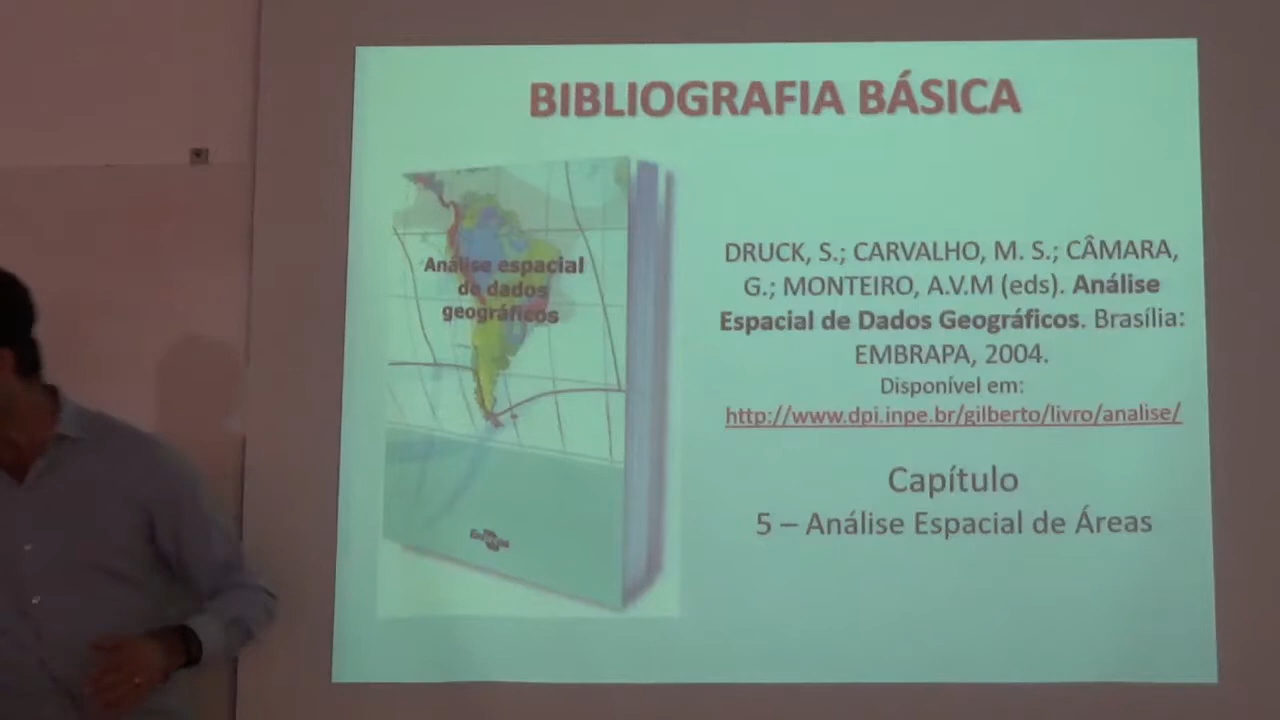 BIBLIOGRAFIA BÁSICA
Análise espacial
de dados
geográficos
DRUCK, S.; CARVALHO, M. S.; CÂMARA,
G.; MONTEIRO, A.V.M (eds). Análise
Espacial de Dados Geográficos. Brasília:
EMBRAPA, 2004.
Disponível em:
http://www.dpi.inpe.br/gilberto/livro/analise/
Capítulo
5 – Análise Espacial de Áreas